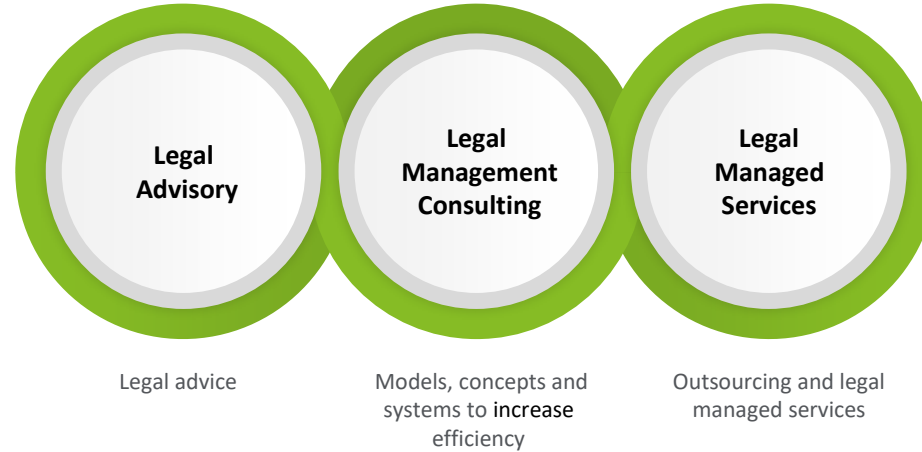 Legal
Advisory
Legal
Management
Consulting
Legal
Managed
Services
Legal advice
Models, concepts and
systems to increase
efficiency
Outsourcing and legal
managed services